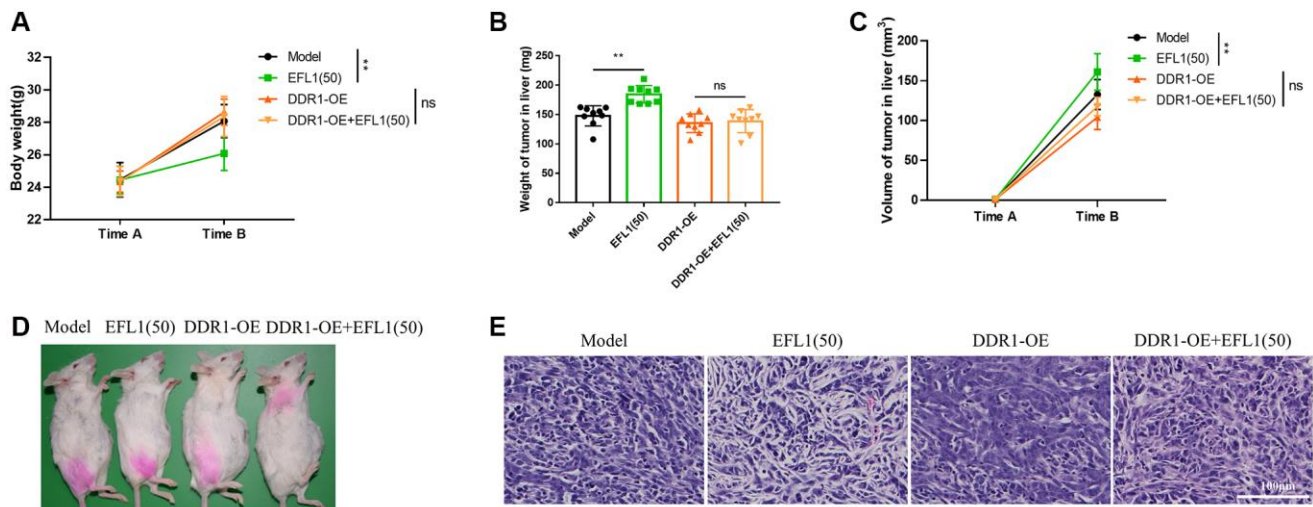 A
Body weight(g)
32
30
28
26
24
22
Time A
Time B
Model
EFL1(50)
DDR1-OE
DDR1-OE+EFL1(50)
**
ns
B
Weight of tumor in liver (mg)
250
200
150
100
50
0
**
ns
Model
EFL1(50)
DDR1-OE
DDR1-OE+EFL1(50)
C
Volume of tumor in liver (mm³)
200
150
100
50
0
Time A
Time B
Model
EFL1(50)
DDR1-OE
DDR1-OE+EFL1(50)
**
ns
D
Model EFL1(50) DDR1-OE DDR1-OE+EFL1(50)
E
Model EFL1(50) DDR1-OE DDR1-OE+EFL1(50)
100μm